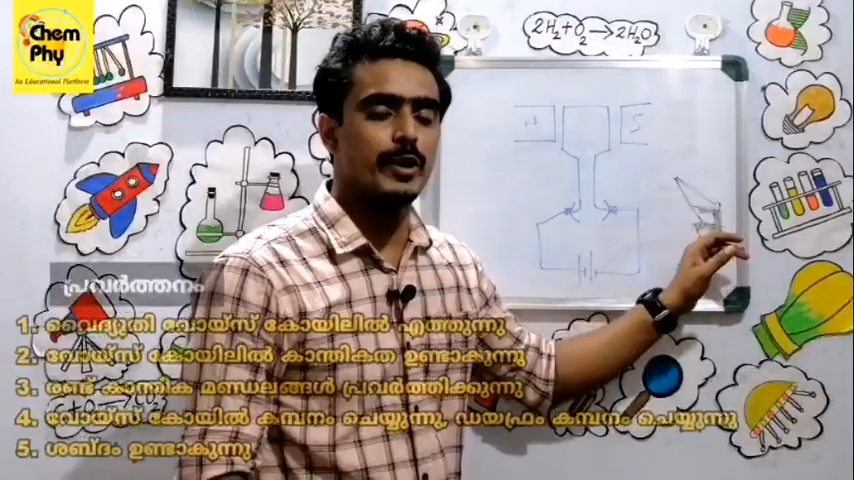 Chem
Phy
An Educational Platform
2H₂+O₂⇌2H₂O
N S
പ്രവർത്തനം
1. വൈദ്യുതി വോയ്സ് കോയിലിൽ എത്തുന്നു
2. വോയ്സ് കോയിൽ കാന്തികത ഉണ്ടാകുന്നു
3. രണ്ട് കാന്തിക മണ്ഡലങ്ങൾ പ്രവർത്തിക്കുന്നു
4. വോയ്സ് കോയിൽ കമ്പനം ചെയ്യുന്നു, ഡയഫ്രം കമ്പനം ചെയ്യുന്നു
5. ശബ്ദം ഉണ്ടാകുന്നു